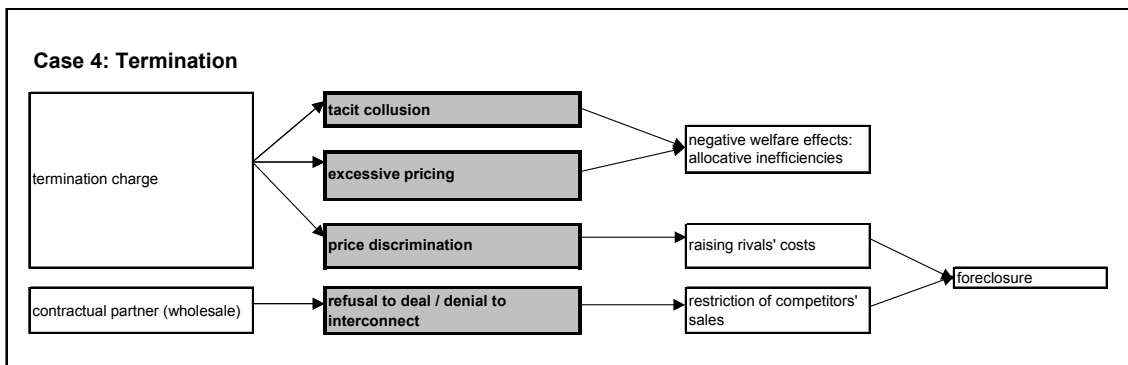 Case 4: Termination
termination charge
tacit collusion
excessive pricing
price discrimination
negative welfare effects:
allocative inefficiencies
raising rivals' costs
foreclosure
contractual partner (wholesale)
refusal to deal / denial to
interconnect
restriction of competitors'
sales